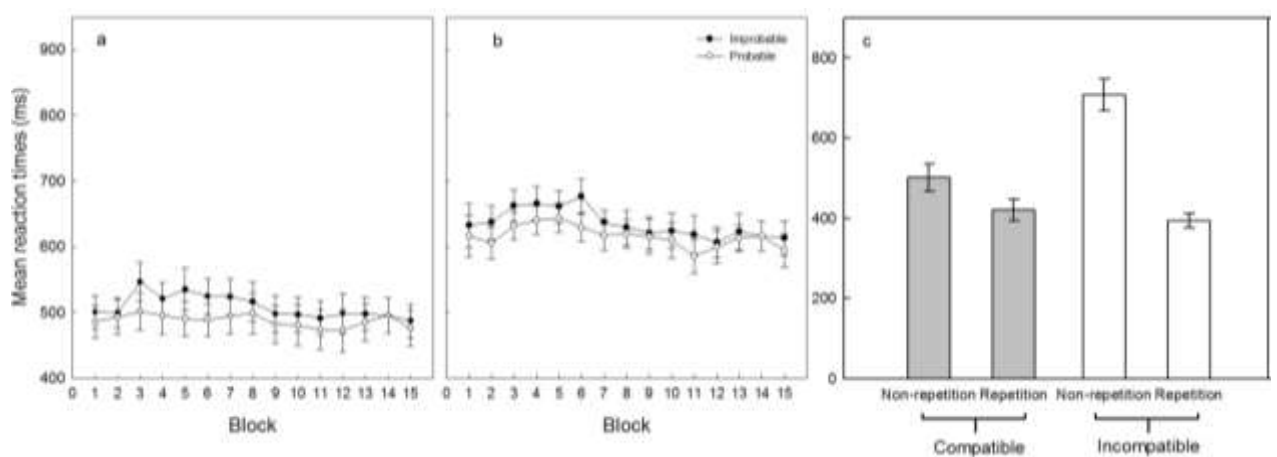 a
b
c
Improbable
Probable
Mean reaction times (ms)
900
800
700
600
500
400
0 1 2 3 4 5 6 7 8 9 10 11 12 13 14 15
Block
0 1 2 3 4 5 6 7 8 9 10 11 12 13 14 15
Block
800
600
400
200
0
Non-repetition Repetition Non-repetition Repetition
Compatible Incompatible